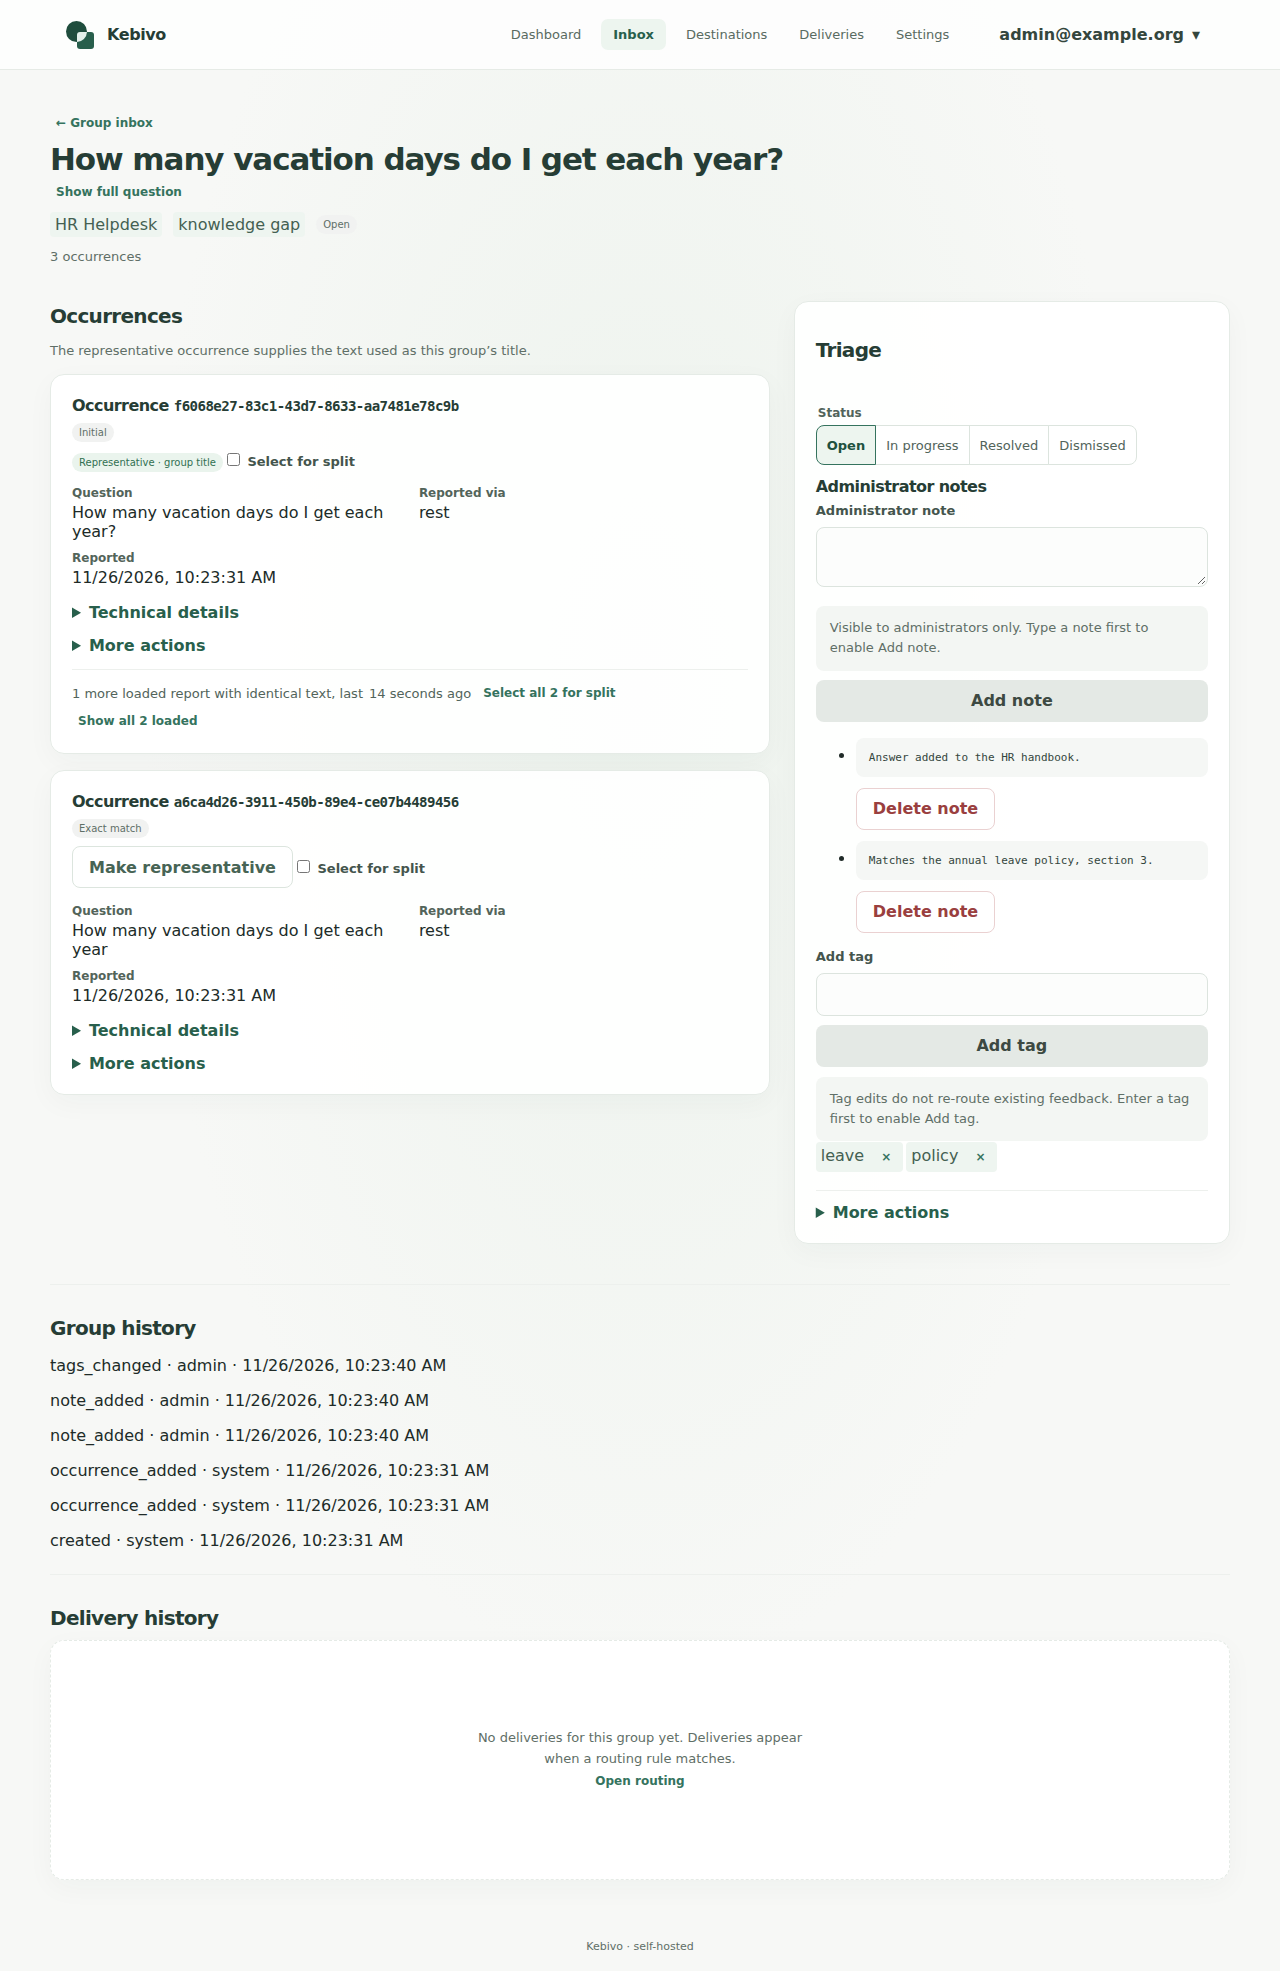 Kebivo
Dashboard
Inbox
Destinations
Deliveries
Settings
admin@example.org ▾
← Group inbox
How many vacation days do I get each year?
Show full question
HR Helpdesk
knowledge gap
Open
3 occurrences
Occurrences
The representative occurrence supplies the text used as this group’s title.
Occurrence f6068e27-83c1-43d7-8633-aa7481e78c9b
Initial
Representative · group title
Select for split
Question
How many vacation days do I get each
year?
Reported via
rest
Reported
11/26/2026, 10:23:31 AM
Technical details
More actions
1 more loaded report with identical text, last 14 seconds ago
Select all 2 for split
Show all 2 loaded
Occurrence a6ca4d26-3911-450b-89e4-ce07b4489456
Exact match
Make representative
Select for split
Question
How many vacation days do I get each
year
Reported via
rest
Reported
11/26/2026, 10:23:31 AM
Technical details
More actions
Triage
Status
Open
In progress
Resolved
Dismissed
Administrator notes
Administrator note
Visible to administrators only. Type a note first to
enable Add note.
Add note
Answer added to the HR handbook.
Delete note
Matches the annual leave policy, section 3.
Delete note
Add tag
Add tag
Tag edits do not re-route existing feedback. Enter a tag
first to enable Add tag.
leave ×
policy ×
More actions
Group history
tags_changed · admin · 11/26/2026, 10:23:40 AM
note_added · admin · 11/26/2026, 10:23:40 AM
note_added · admin · 11/26/2026, 10:23:40 AM
occurrence_added · system · 11/26/2026, 10:23:31 AM
occurrence_added · system · 11/26/2026, 10:23:31 AM
created · system · 11/26/2026, 10:23:31 AM
Delivery history
No deliveries for this group yet. Deliveries appear
when a routing rule matches.
Open routing
Kebivo · self-hosted